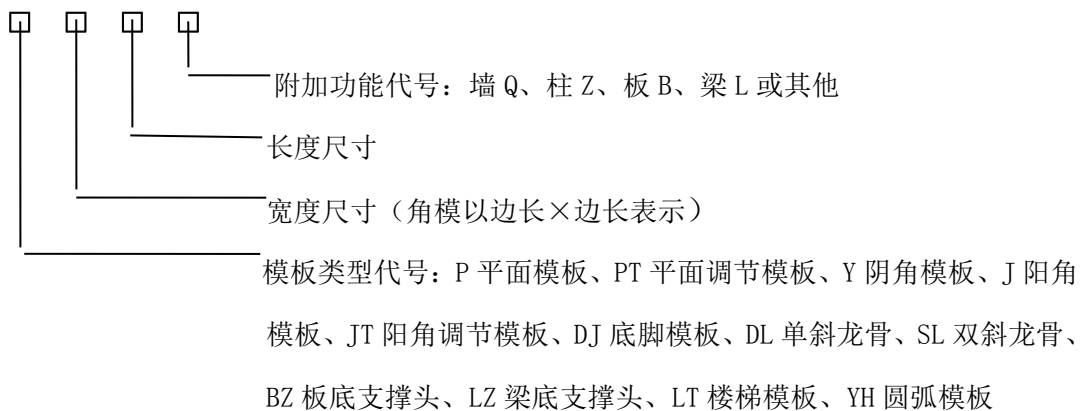 附加功能代号：墙 Q、柱 Z、板 B、梁 L 或其他
长度尺寸
宽度尺寸（角模以边长×边长表示）
模板类型代号：P 平面模板、PT 平面调节模板、Y 阴角模板、J 阳角
模板、JT 阳角调节模板、DJ 底脚模板、DL 单斜龙骨、SL 双斜龙骨、
BZ 板底支撑头、LZ 梁底支撑头、LT 楼梯模板、YH 圆弧模板